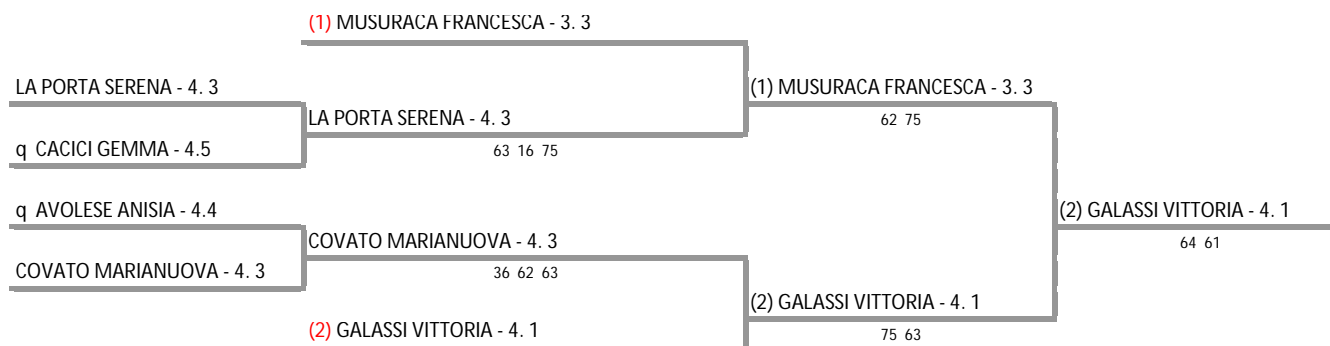 (1) MUSURACA FRANCESCA - 3. 3
LA PORTA SERENA - 4. 3
(1) MUSURACA FRANCESCA - 3. 3
LA PORTA SERENA - 4. 3
62 75
q CACICI GEMMA - 4.5
63 16 75
q AVOLESE ANISIA - 4.4
(2) GALASSI VITTORIA - 4. 1
COVATO MARIANUOVA - 4. 3
64 61
COVATO MARIANUOVA - 4. 3
36 62 63
(2) GALASSI VITTORIA - 4. 1
(2) GALASSI VITTORIA - 4. 1
75 63